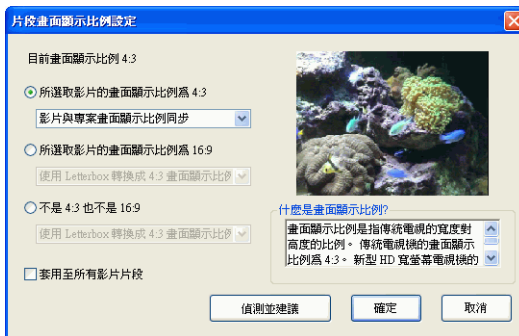 片段畫面顯示比例設定
目前畫面顯示比例 4:3
所選取影片的畫面顯示比例為 4:3
影片與專案畫面顯示比例同步
所選取影片的畫面顯示比例為 16:9
使用 Letterbox 轉換成 4:3 畫面顯示比例
不是 4:3 也不是 16:9
使用 Letterbox 轉換成 4:3 畫面顯示比例
套用至所有影片片段
什麼是畫面顯示比例?
畫面顯示比例是指傳統電視的寬度對
高度的比例。傳統電視機的畫面顯示
比例為 4:3。新型 HD 寬螢幕電視機的
偵測並建議
確定
取消